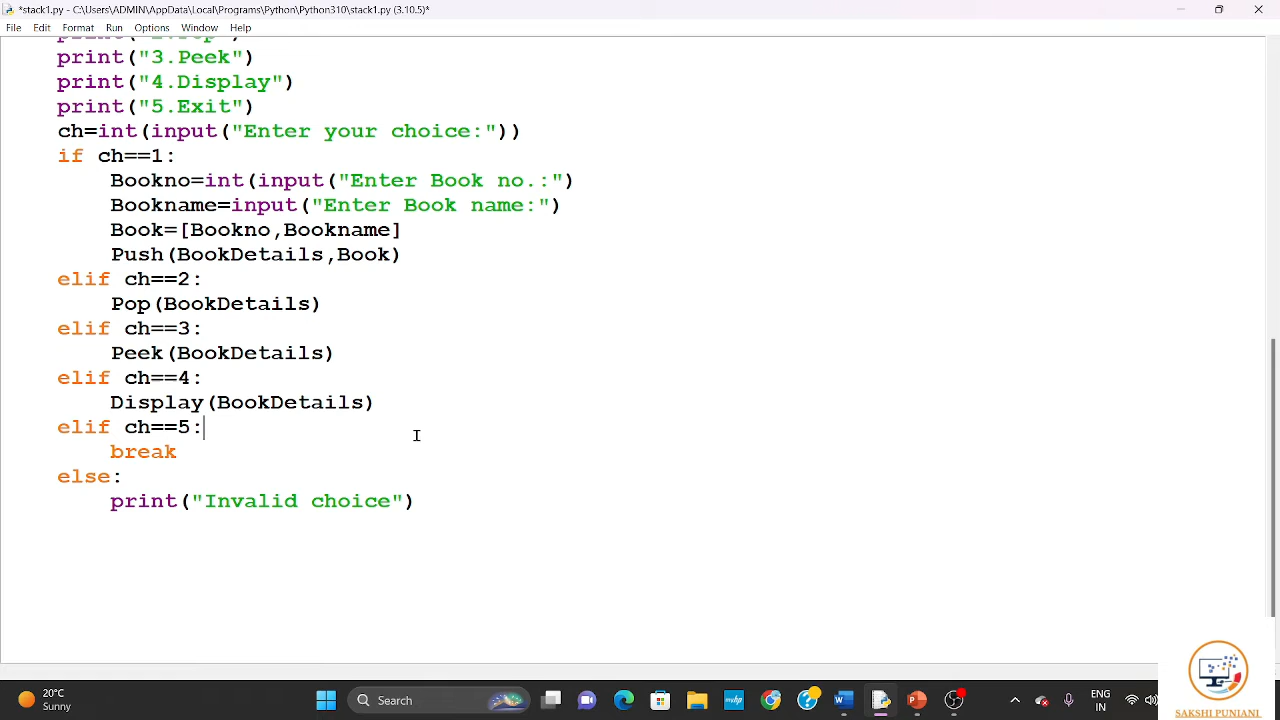 *stack1.py - C:\Users\ADMIN\AppData\Local\Programs\Python\Python310\stack1.py (3.10.5)*
File Edit Format Run Options Window Help
print("3.Peek")
print("4.Display")
print("5.Exit")
ch=int(input("Enter your choice:"))
if ch==1:
Bookno=int(input("Enter Book no.:")
Bookname=input("Enter Book name:")
Book=[Bookno,Bookname]
Push(BookDetails,Book)
elif ch==2:
Pop(BookDetails)
elif ch==3:
Peek(BookDetails)
elif ch==4:
Display(BookDetails)
elif ch==5:
break
else:
print("Invalid choice")
SAKSHI PUNIANI
20°C
Sunny
Search
ENG
IN